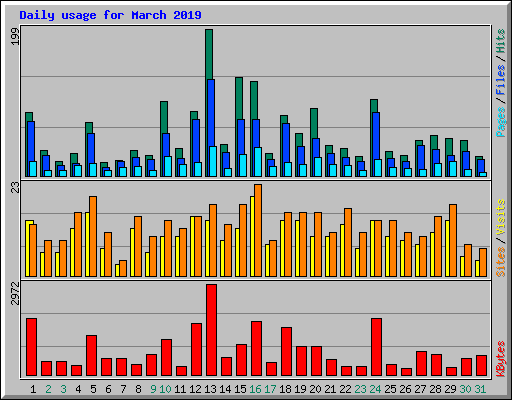 Daily usage for March 2019
199
Pages / Files / Hits
23
Sites / Visits
2972
KBytes
1 2 3 4 5 6 7 8 9 10 11 12 13 14 15 16 17 18 19 20 21 22 23 24 25 26 27 28 29 30 31